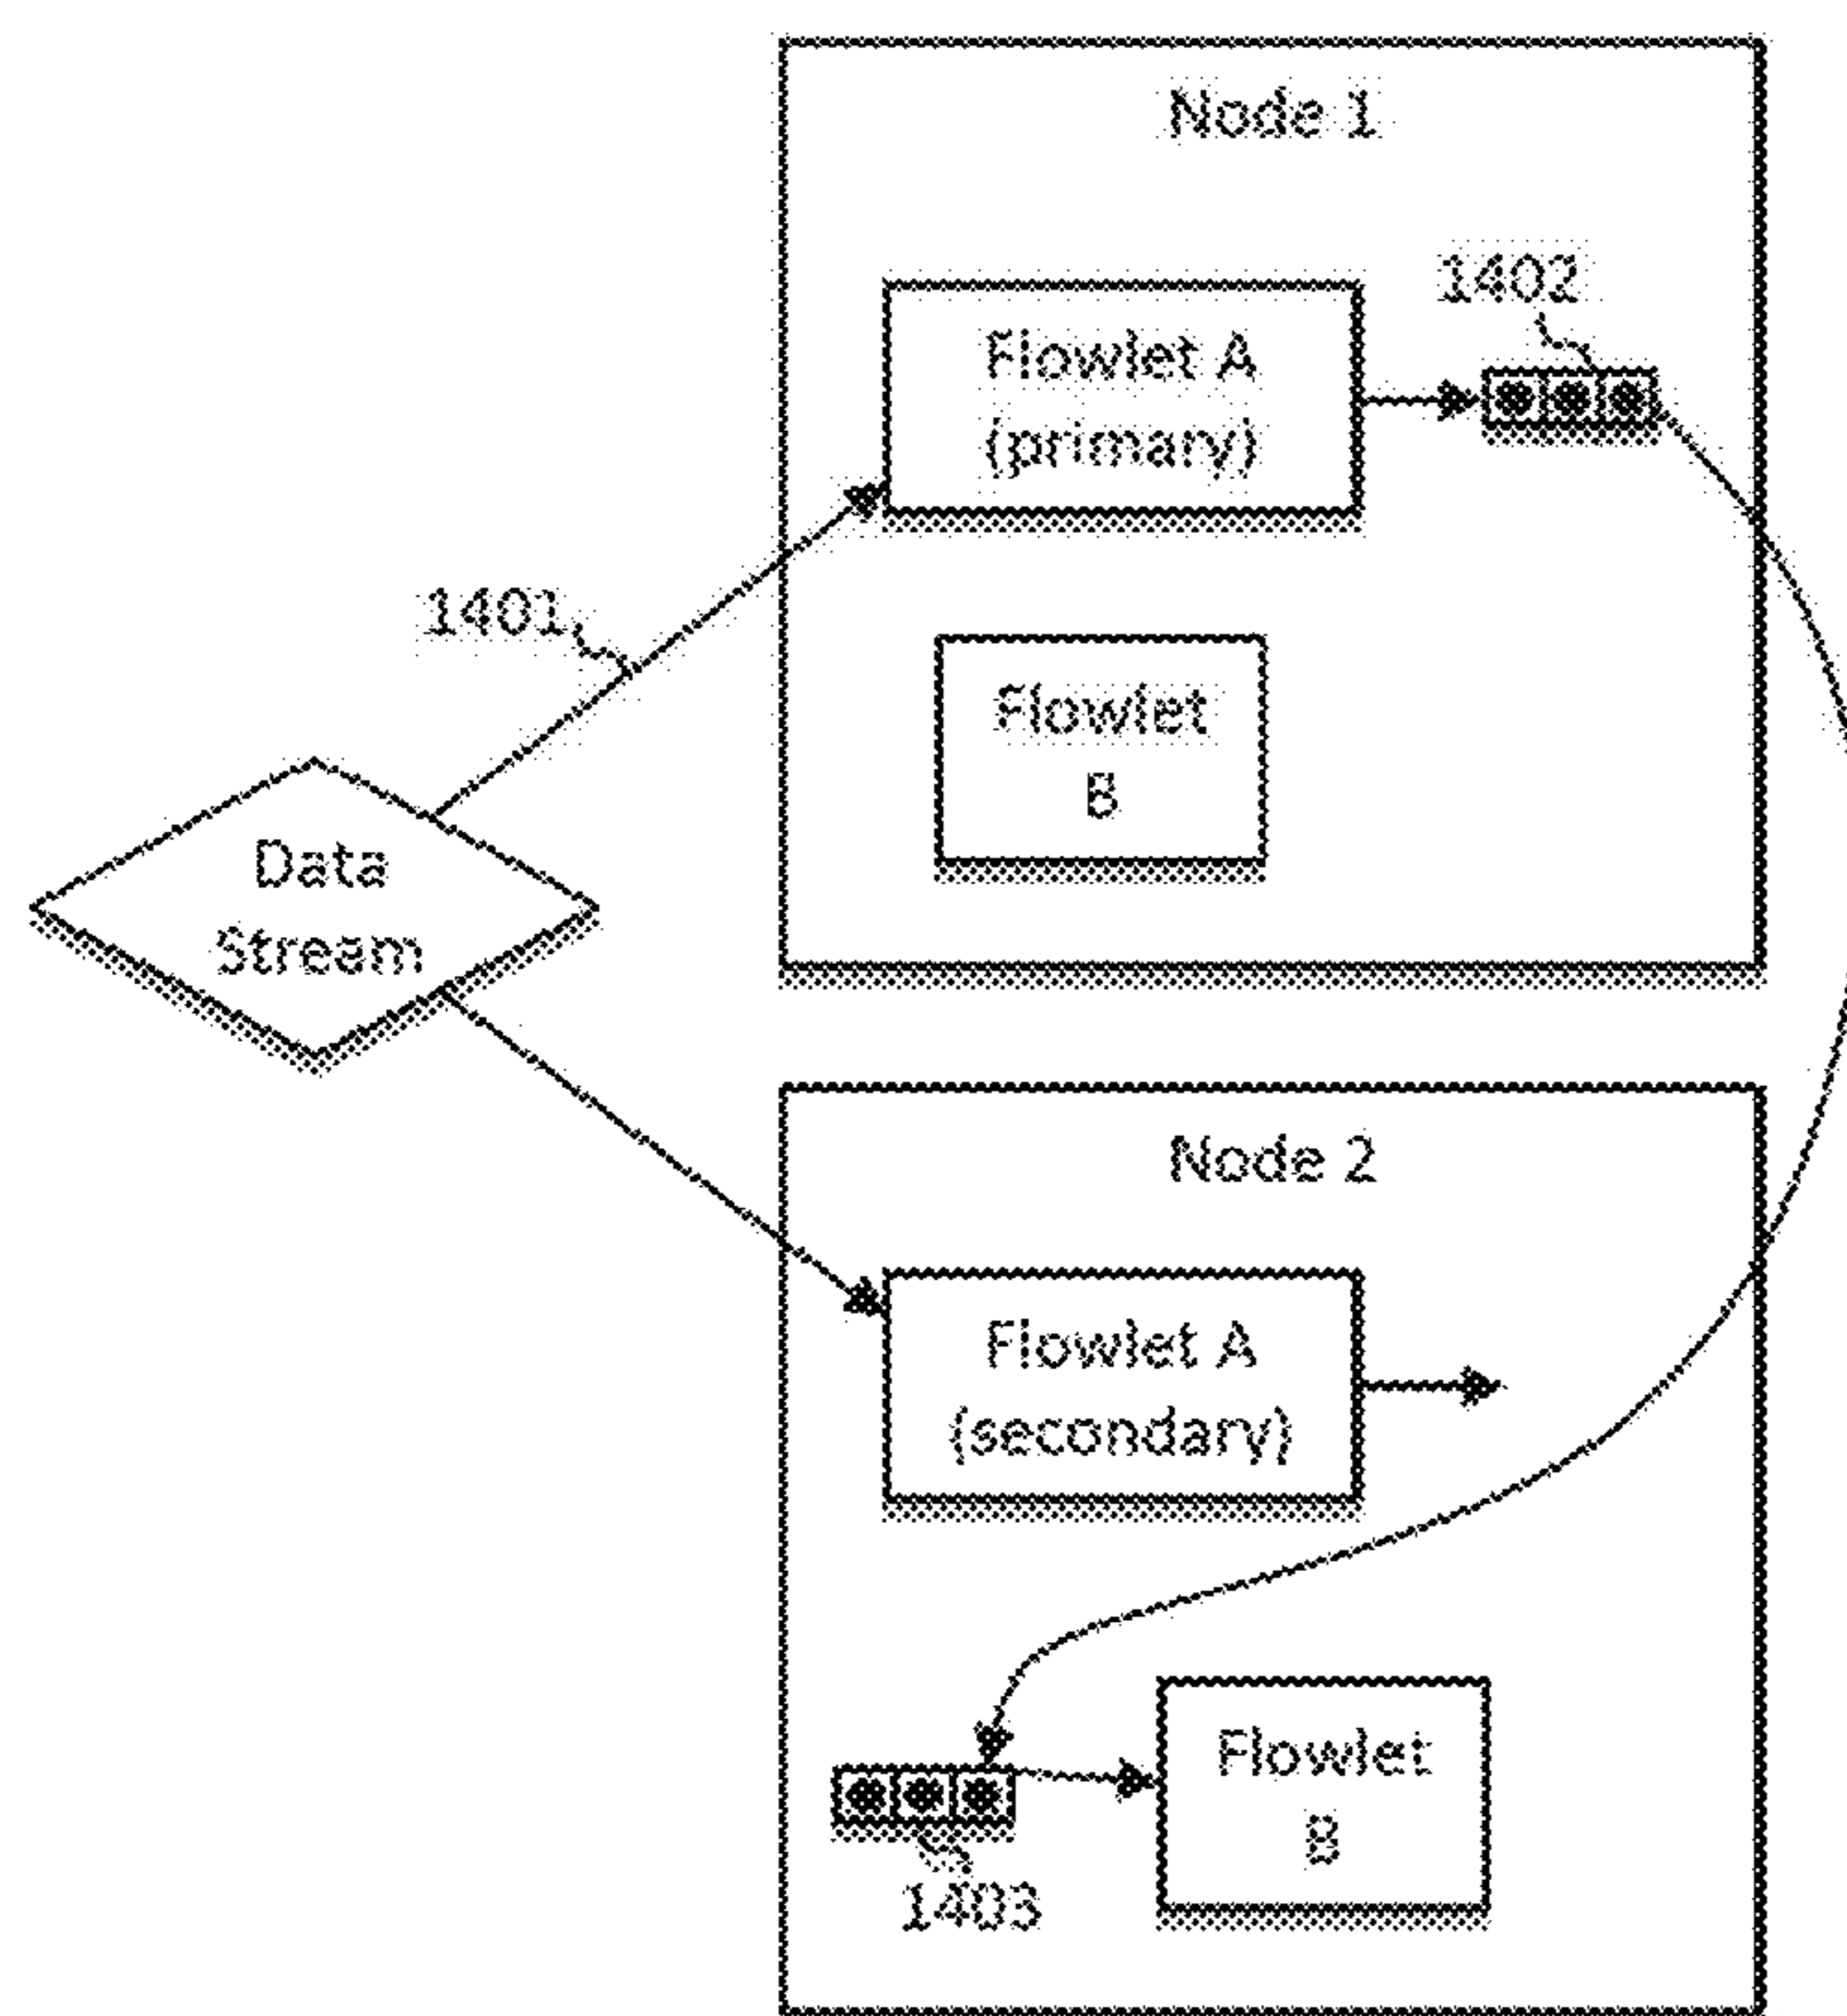 Node 1
1402
Flowlet A
(primary)
1401
Flowlet
B
Data
Stream
Node 2
Flowlet A
(secondary)
Flowlet
B
1403